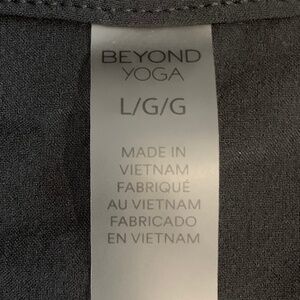 BEYOND
YOGA
L/G/G
MADE IN
VIETNAM
FABRIQUÉ
AU VIETNAM
FABRICADO
EN VIETNAM